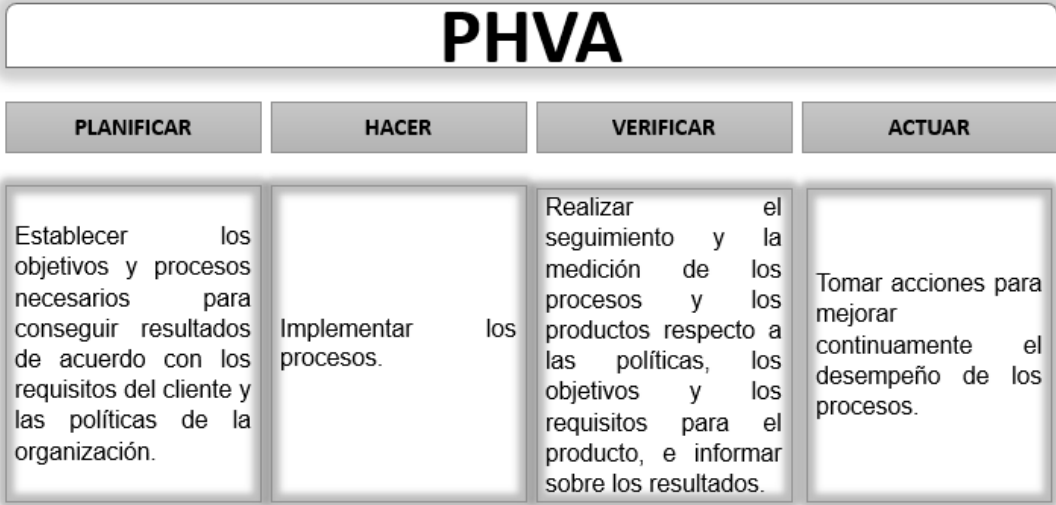 PHVA
PLANIFICAR
HACER
VERIFICAR
ACTUAR
Establecer los
objetivos y procesos
necesarios para
conseguir resultados
de acuerdo con los
requisitos del cliente y
las políticas de la
organización.
Implementar los
procesos.
Realizar el
seguimiento y la
medición de los
procesos y los
productos respecto a
las políticas, los
objetivos y los
requisitos para el
producto, e informar
sobre los resultados.
Tomar acciones para
mejorar
continuamente el
desempeño de los
procesos.